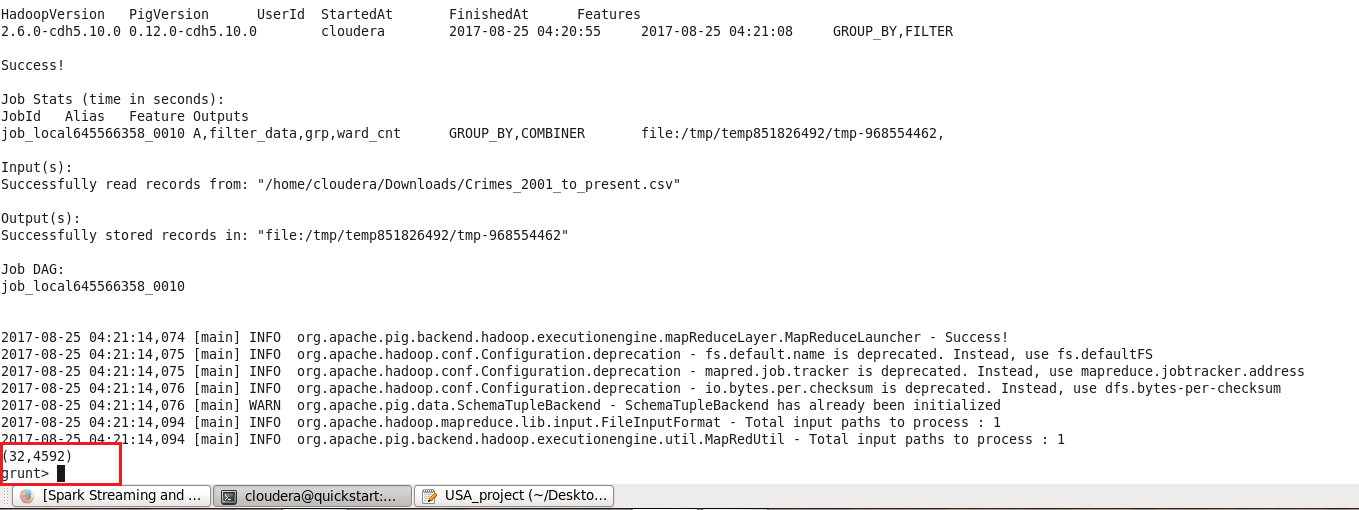 HadoopVersion PigVersion UserId StartedAt FinishedAt Features
2.6.0-cdh5.10.0 0.12.0-cdh5.10.0 cloudera 2017-08-25 04:20:55 2017-08-25 04:21:08 GROUP_BY,FILTER
Success!
Job Stats (time in seconds):
JobId Alias Feature Outputs
job_local645566358_0010 A,filter_data,grp,ward_cnt GROUP_BY,COMBINER file:/tmp/temp851826492/tmp-968554462,
Input(s):
Successfully read records from: "/home/cloudera/Downloads/Crimes_2001_to_present.csv"
Output(s):
Successfully stored records in: "file:/tmp/temp851826492/tmp-968554462"
Job DAG:
job_local645566358_0010
2017-08-25 04:21:14,074 [main] INFO org.apache.pig.backend.hadoop.executionengine.mapReduceLayer.MapReduceLauncher - Success!
2017-08-25 04:21:14,075 [main] INFO org.apache.hadoop.conf.Configuration.deprecation - fs.default.name is deprecated. Instead, use fs.defaultFS
2017-08-25 04:21:14,075 [main] INFO org.apache.hadoop.conf.Configuration.deprecation - mapred.job.tracker is deprecated. Instead, use mapreduce.jobtracker.address
2017-08-25 04:21:14,076 [main] INFO org.apache.hadoop.conf.Configuration.deprecation - io.bytes.per.checksum is deprecated. Instead, use dfs.bytes-per-checksum
2017-08-25 04:21:14,076 [main] WARN org.apache.pig.data.SchemaTupleBackend - SchemaTupleBackend has already been initialized
2017-08-25 04:21:14,094 [main] INFO org.apache.hadoop.mapreduce.lib.input.FileInputFormat - Total input paths to process : 1
2017-08-25 04:21:14,094 [main] INFO org.apache.pig.backend.hadoop.executionengine.util.MapRedUtil - Total input paths to process : 1
(32,4592)
grunt>
[Spark Streaming and ... cloudera@quickstart:... USA_project (~/Deskto...